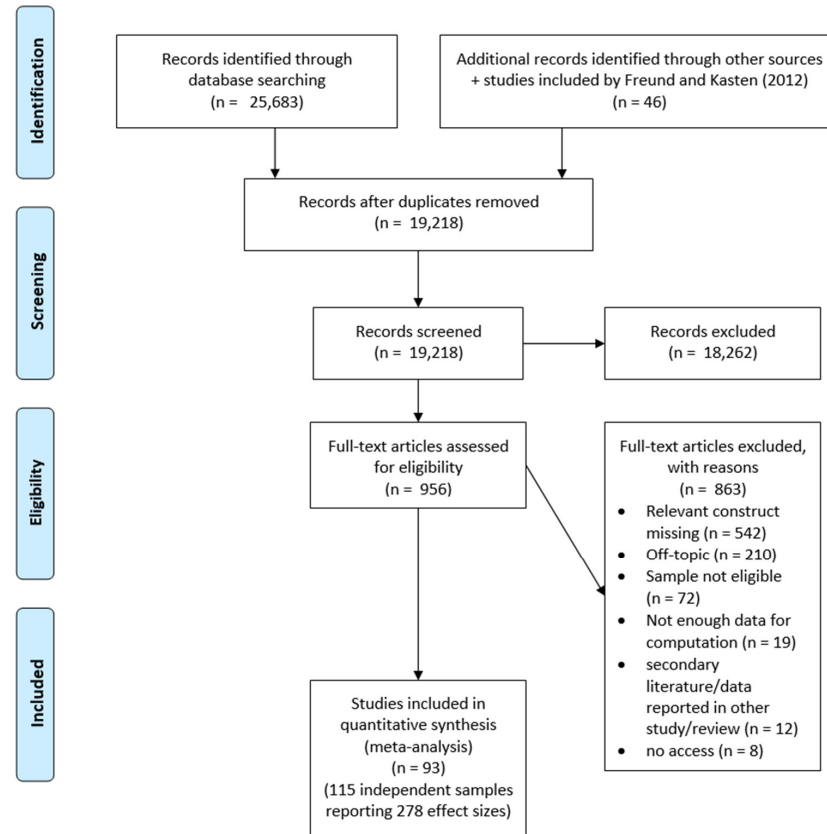 Identification
Records identified through
database searching
(n = 25,683)
Additional records identified through other sources
+ studies included by Freund and Kasten (2012)
(n = 46)
Records after duplicates removed
(n = 19,218)
Screening
Records screened
(n = 19,218)
Records excluded
(n = 18,262)
Eligibility
Full-text articles assessed
for eligibility
(n = 956)
Full-text articles excluded,
with reasons
(n = 863)
• Relevant construct
missing (n = 542)
• Off-topic (n = 210)
• Sample not eligible
(n = 72)
• Not enough data for
computation (n = 19)
• secondary
literature/data
reported in other
study/review (n = 12)
• no access (n = 8)
Included
Studies included in
quantitative synthesis
(meta-analysis)
(n = 93)
(115 independent samples
reporting 278 effect sizes)